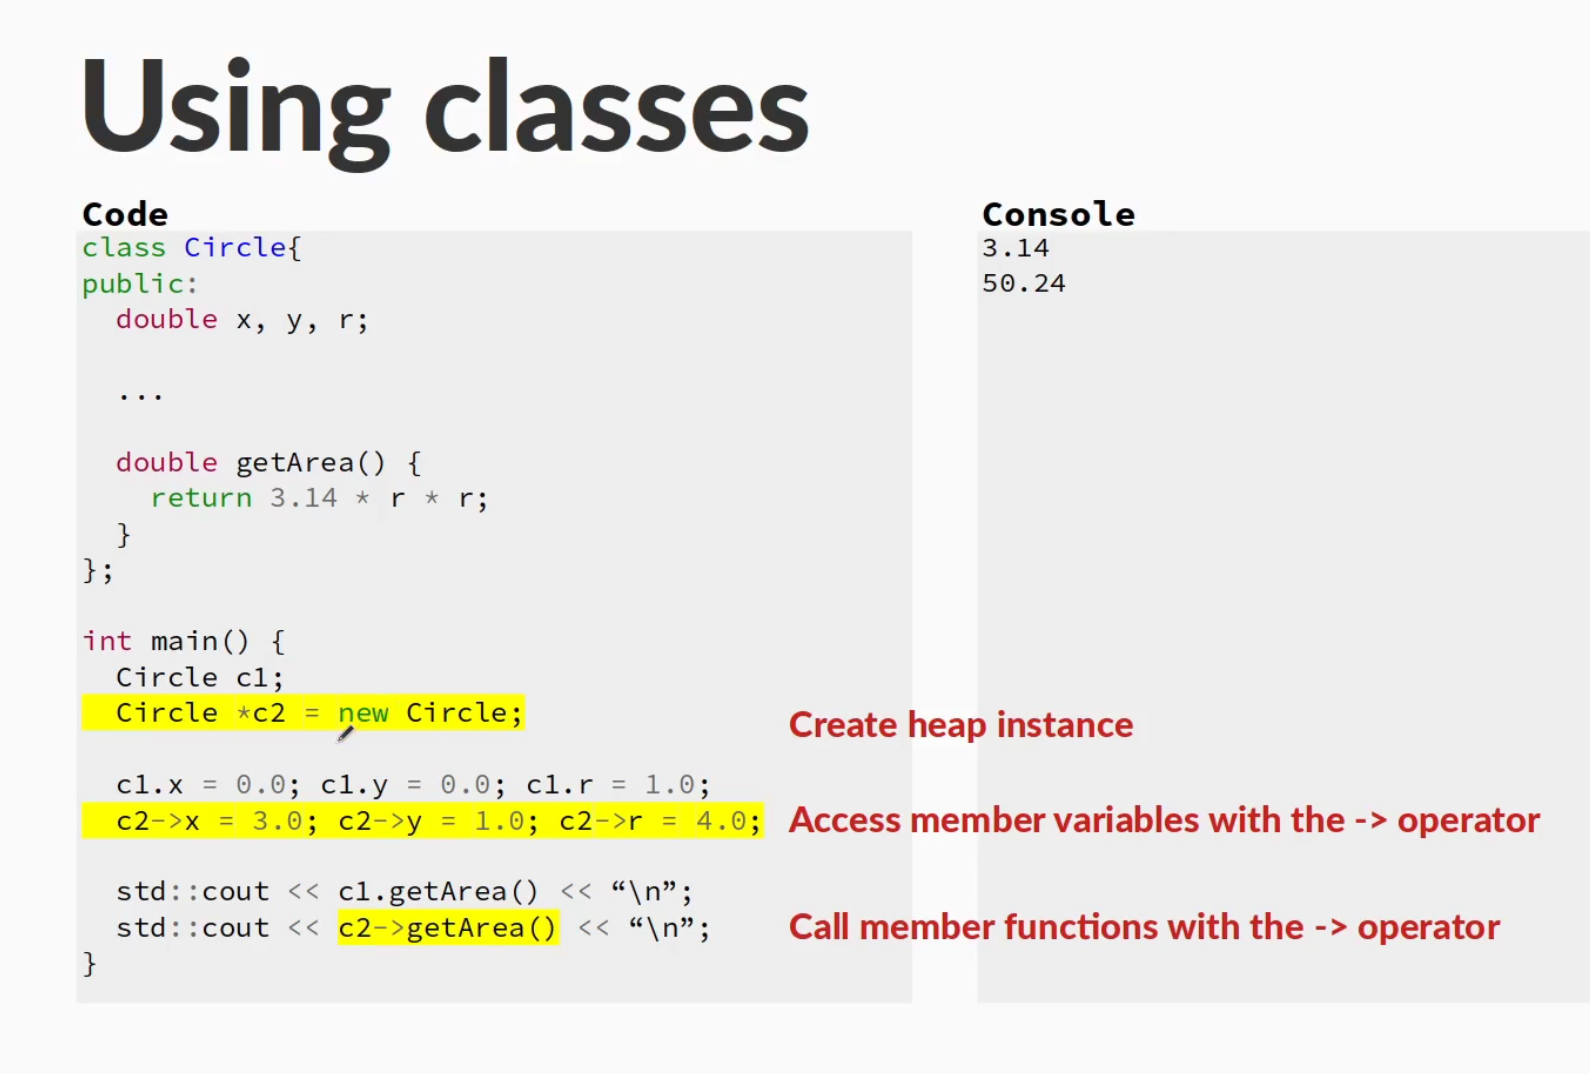 Using classes
Code
class Circle{
public:
  double x, y, r;
  ...
  double getArea() {
    return 3.14 * r * r;
  }
};
int main() {
  Circle c1;
  Circle *c2 = new Circle;
  c1.x = 0.0; c1.y = 0.0; c1.r = 1.0;
  c2->x = 3.0; c2->y = 1.0; c2->r = 4.0;
  std::cout << c1.getArea() << “\n”;
  std::cout << c2->getArea() << “\n”;
}
Create heap instance
Access member variables with the -> operator
Call member functions with the -> operator
Console
3.14
50.24